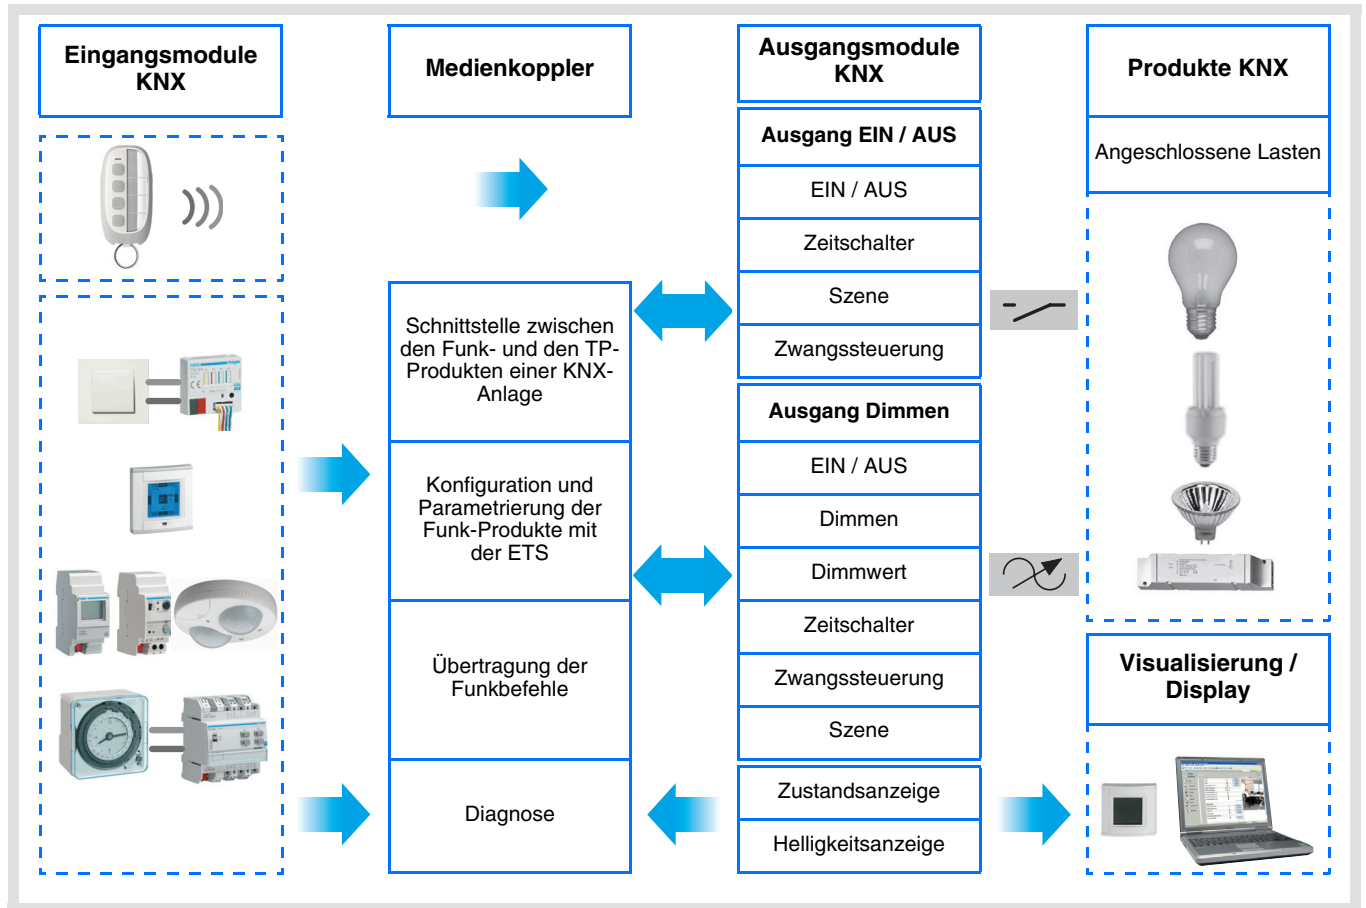 Eingangsmodule
KNX
Medienkoppler
Schnittstelle zwischen
den Funk- und den TP-
Produkten einer KNX-
Anlage
Konfiguration und
Parametrierung der
Funk-Produkte mit
der ETS
Übertragung der
Funkbefehle
Diagnose
Ausgangsmodule
KNX
Ausgang EIN / AUS
EIN / AUS
Zeitschalter
Szene
Zwangssteuerung
Ausgang Dimmen
EIN / AUS
Dimmen
Dimmwert
Zeitschalter
Zwangssteuerung
Szene
Zustandsanzeige
Helligkeitsanzeige
Produkte KNX
Angeschlossene Lasten
Visualisierung /
Display